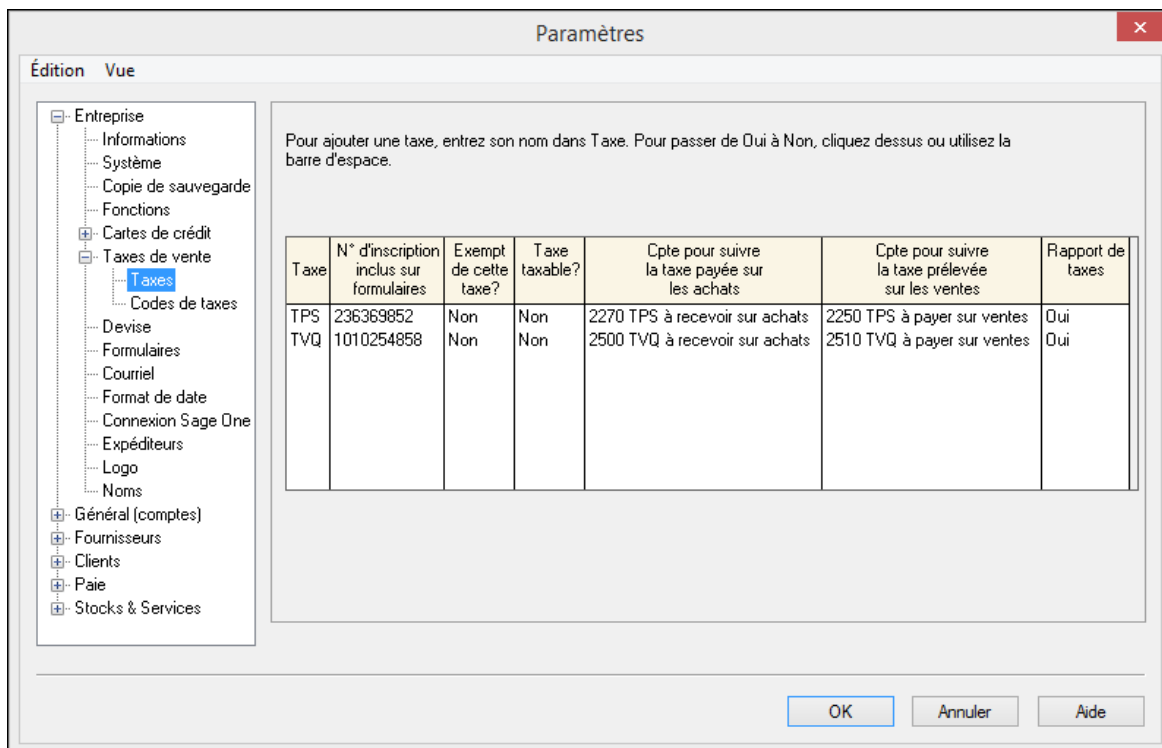 Paramètres
Édition Vue
Entreprise
Informations
Système
Copie de sauvegarde
Fonctions
Cartes de crédit
Taxes de vente
Taxes
Codes de taxes
Devise
Formulaires
Courriel
Format de date
Connexion Sage One
Expéditeurs
Logo
Noms
Général (comptes)
Fournisseurs
Clients
Paie
Stocks & Services
Pour ajouter une taxe, entrez son nom dans Taxe. Pour passer de Oui à Non, cliquez dessus ou utilisez la
barre d'espace.
Taxe
N° d'inscription
inclus sur
formulaires
Exempt
de cette
taxe?
Taxe
taxable?
Cpte pour suivre
la taxe payée sur
les achats
Cpte pour suivre
la taxe prélevée
sur les ventes
Rapport de
taxes
TPS 236369852 Non Non 2270 TPS à recevoir sur achats 2250 TPS à payer sur ventes Oui
TVQ 1010254858 Non Non 2500 TVQ à recevoir sur achats 2510 TVQ à payer sur ventes Oui
OK Annuler Aide